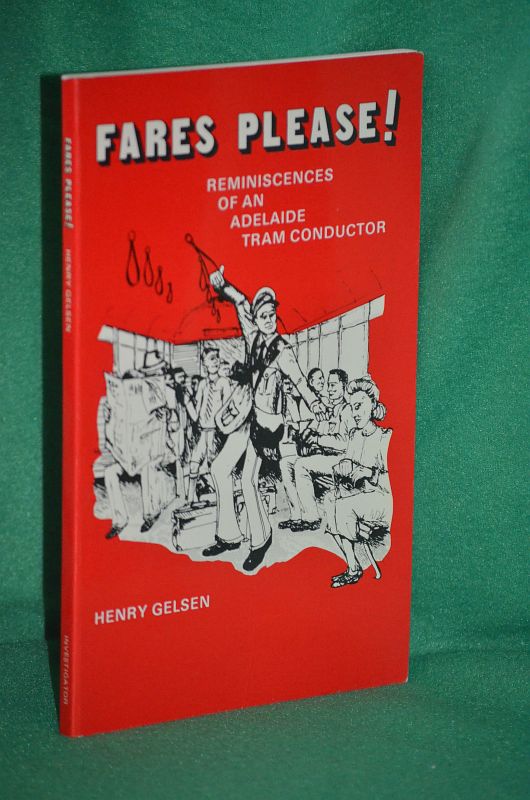 FARES PLEASE!
REMINISCENCES
OF AN
ADELAIDE
TRAM CONDUCTOR
HENRY GELSEN
FARES PLEASE! HENRY GELSEN INVESTIGATOR